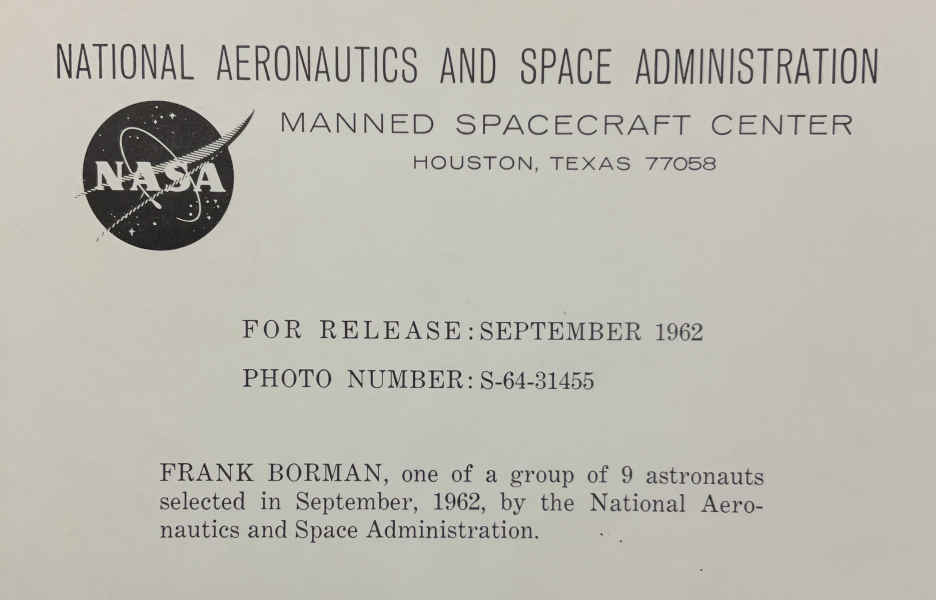 NATIONAL AERONAUTICS AND SPACE ADMINISTRATION
MANNED SPACECRAFT CENTER
HOUSTON, TEXAS 77058
NASA
FOR RELEASE: SEPTEMBER 1962
PHOTO NUMBER: S-64-31455
FRANK BORMAN, one of a group of 9 astronauts
selected in September, 1962, by the National Aero-
nautics and Space Administration.